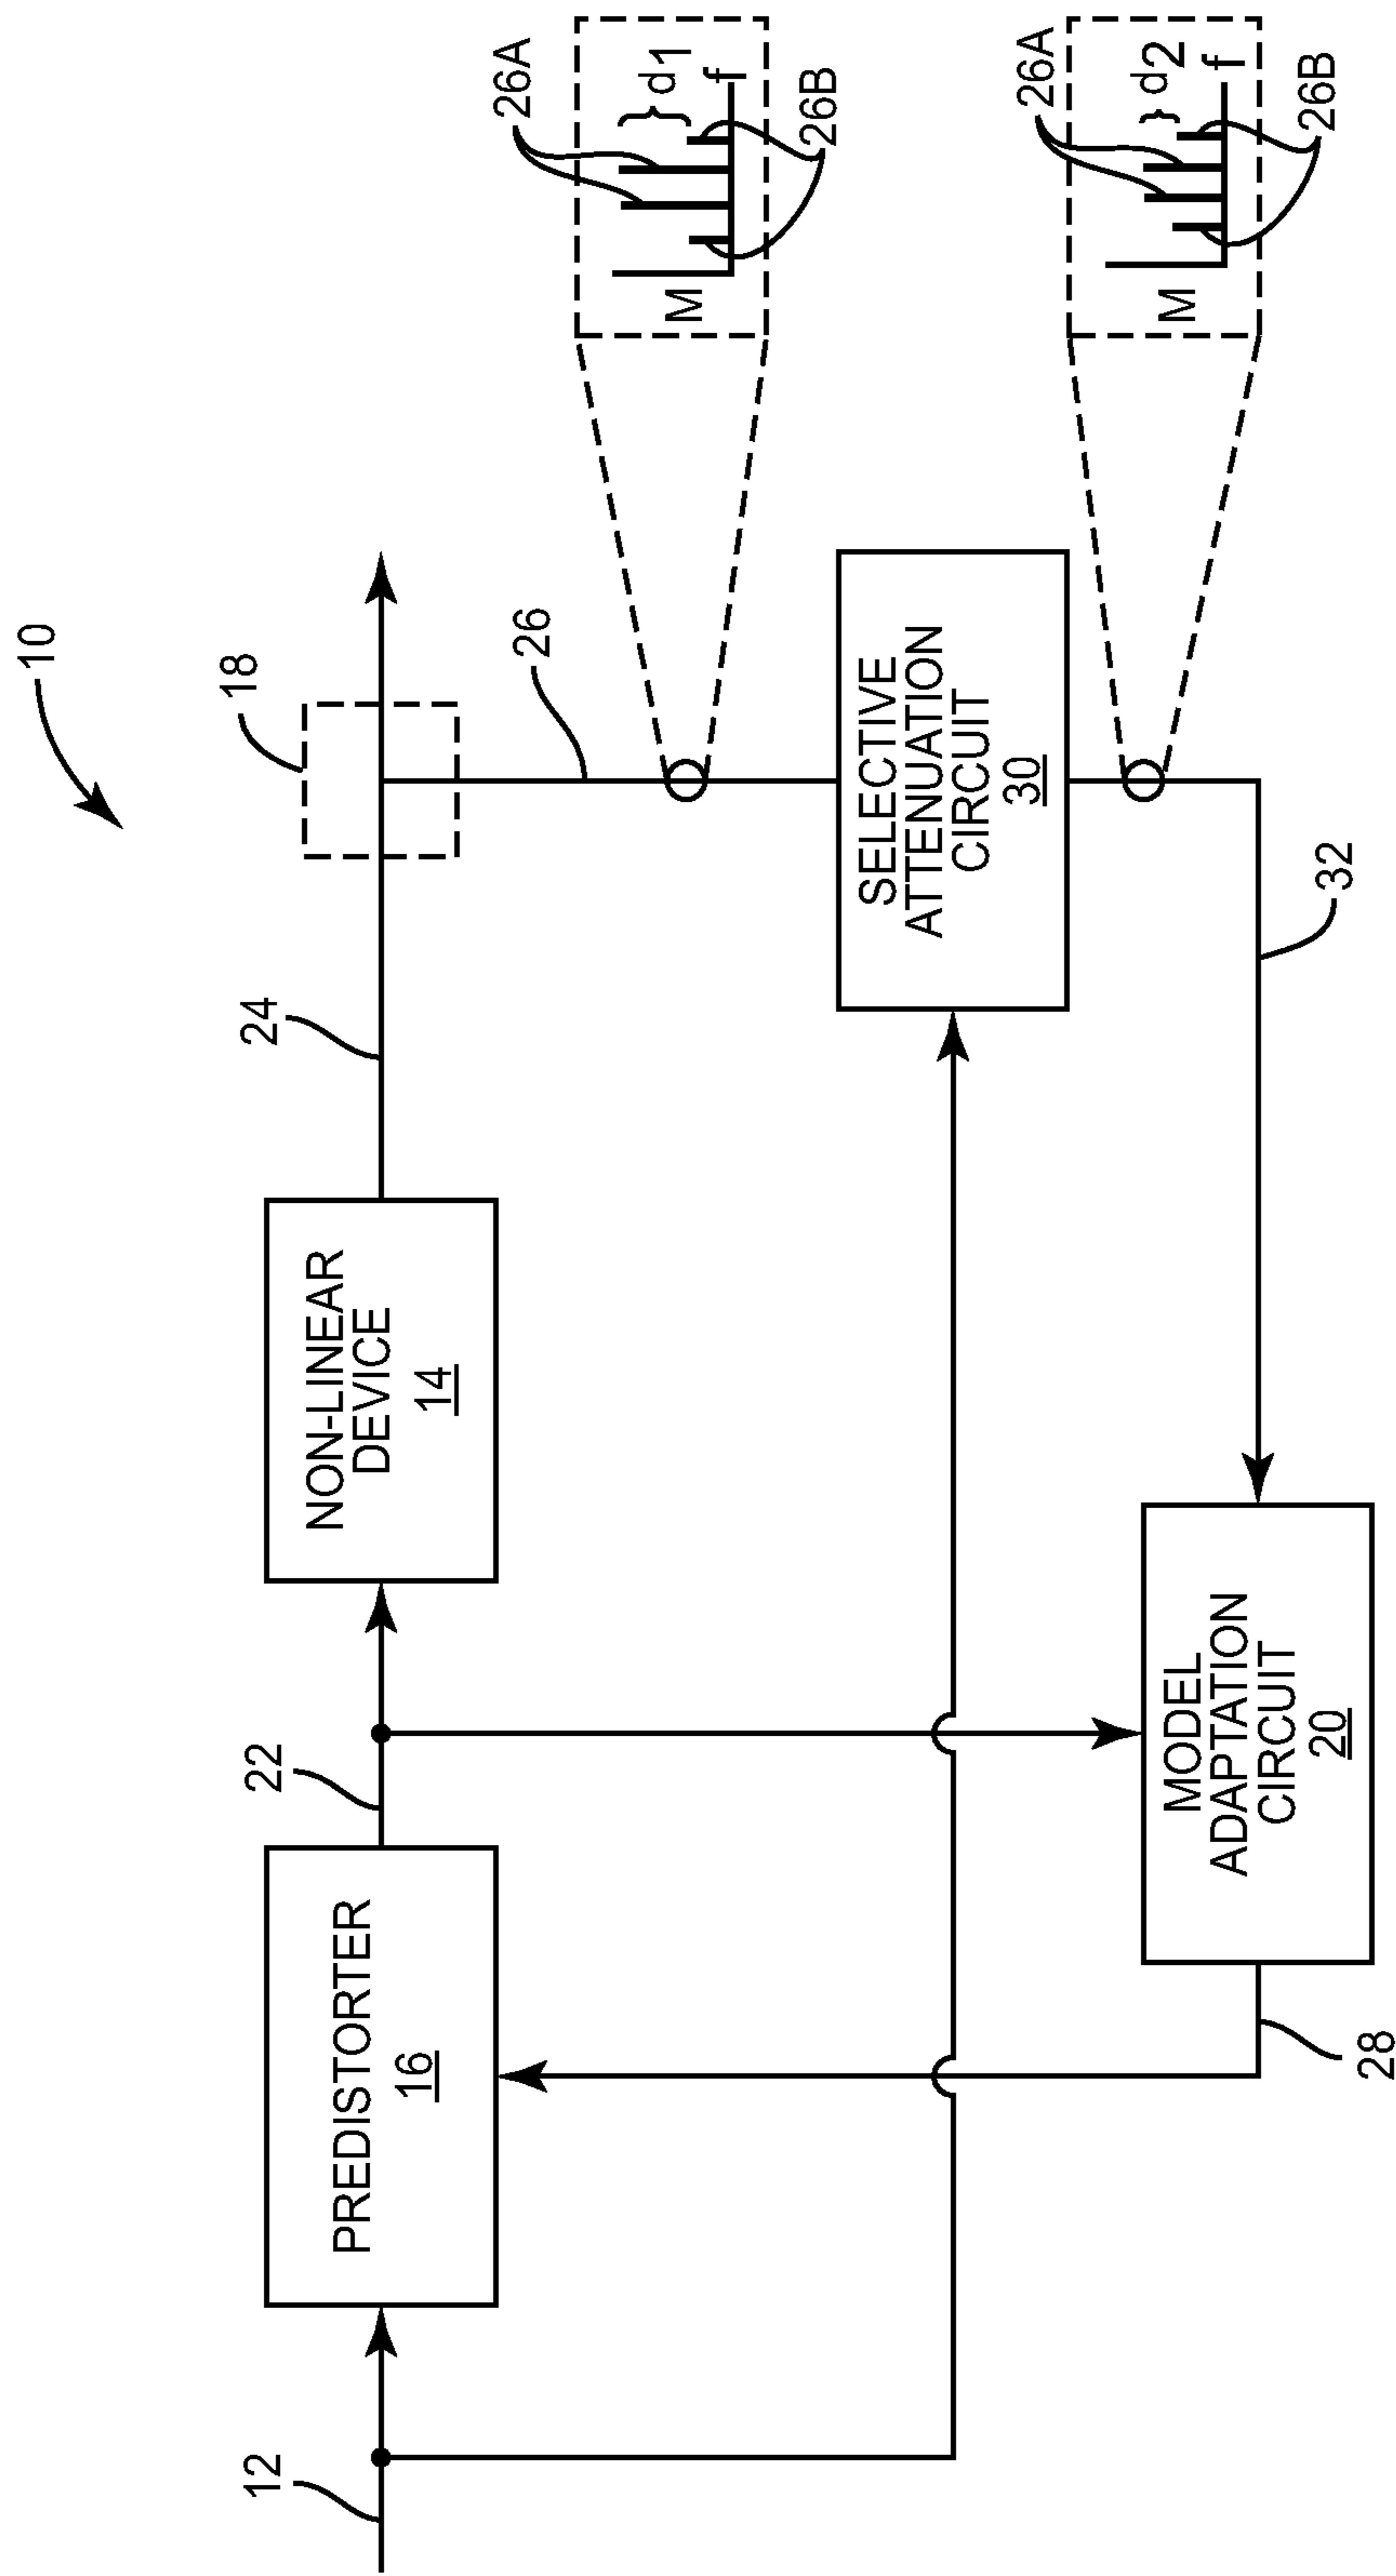 10
12
PREDISTORTER
16
22
NON-LINEAR
DEVICE
14
24
18
26
26A
d1
M
f
26B
SELECTIVE
ATTENUATION
CIRCUIT
30
26A
d2
M
f
26B
32
MODEL
ADAPTATION
CIRCUIT
20
28